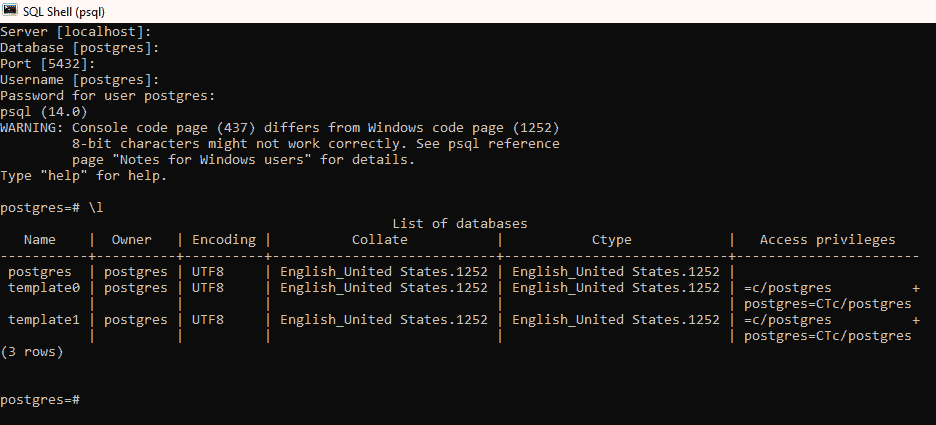 SQL Shell (psql)
Server [localhost]:
Database [postgres]:
Port [5432]:
Username [postgres]:
Password for user postgres:
psql (14.0)
WARNING: Console code page (437) differs from Windows code page (1252)
         8-bit characters might not work correctly. See psql reference
         page "Notes for Windows users" for details.
Type "help" for help.

postgres=# \l
                                                 List of databases
   Name    |  Owner   | Encoding |          Collate           |           Ctype            |   Access privileges
-----------+----------+----------+----------------------------+----------------------------+-----------------------
 postgres  | postgres | UTF8     | English_United States.1252 | English_United States.1252 |
 template0 | postgres | UTF8     | English_United States.1252 | English_United States.1252 | =c/postgres          +
           |          |          |                            |                            | postgres=CTc/postgres
 template1 | postgres | UTF8     | English_United States.1252 | English_United States.1252 | =c/postgres          +
           |          |          |                            |                            | postgres=CTc/postgres
(3 rows)


postgres=#